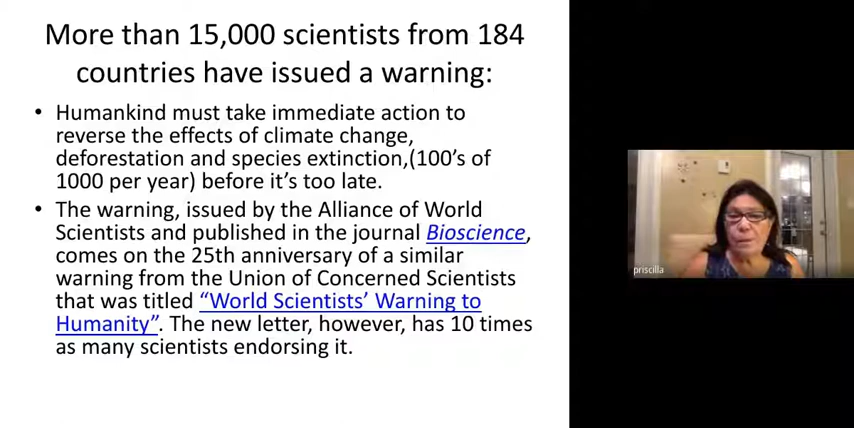 More than 15,000 scientists from 184
countries have issued a warning:
• Humankind must take immediate action to
reverse the effects of climate change,
deforestation and species extinction,(100's of
1000 per year) before it's too late.
• The warning, issued by the Alliance of World
Scientists and published in the journal Bioscience,
comes on the 25th anniversary of a similar
warning from the Union of Concerned Scientists
that was titled “World Scientists’ Warning to
Humanity”. The new letter, however, has 10 times
as many scientists endorsing it.
priscilla